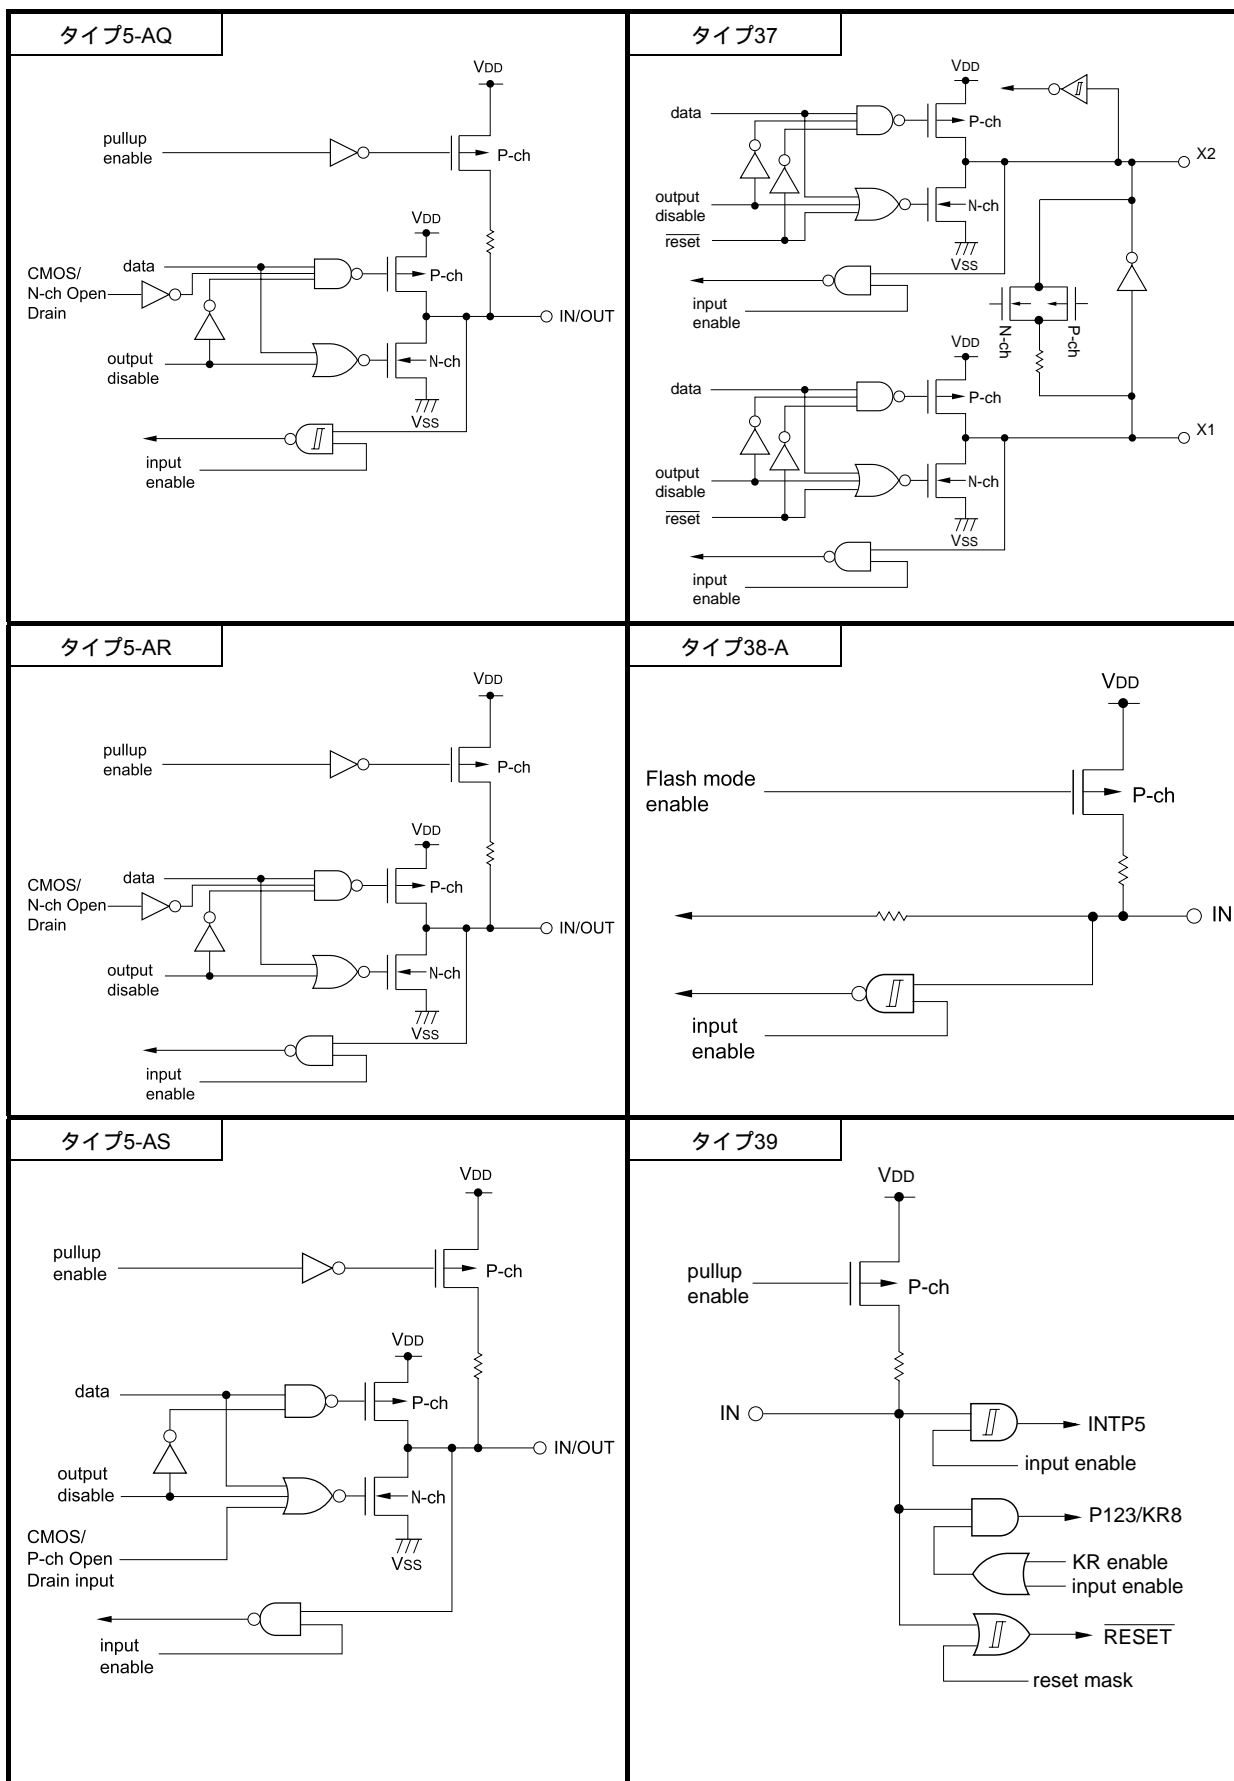 タイプ5-AQ
VDD
pullup
enable
P-ch
VDD
CMOS/
N-ch Open
Drain
data
P-ch
IN/OUT
output
disable
N-ch
VSS
input
enable
タイプ37
VDD
data
P-ch
X2
output
disable
N-ch
reset
VSS
input
enable
N-ch
P-ch
VDD
data
P-ch
X1
output
disable
N-ch
reset
VSS
input
enable
タイプ5-AR
VDD
pullup
enable
P-ch
VDD
CMOS/
N-ch Open
Drain
data
P-ch
IN/OUT
output
disable
N-ch
VSS
input
enable
タイプ38-A
VDD
Flash mode
enable
P-ch
IN
input
enable
タイプ5-AS
VDD
pullup
enable
P-ch
VDD
data
P-ch
IN/OUT
output
disable
N-ch
CMOS/
P-ch Open
Drain input
VSS
input
enable
タイプ39
VDD
pullup
enable
P-ch
IN
INTP5
input enable
P123/KR8
KR enable
input enable
RESET
reset mask